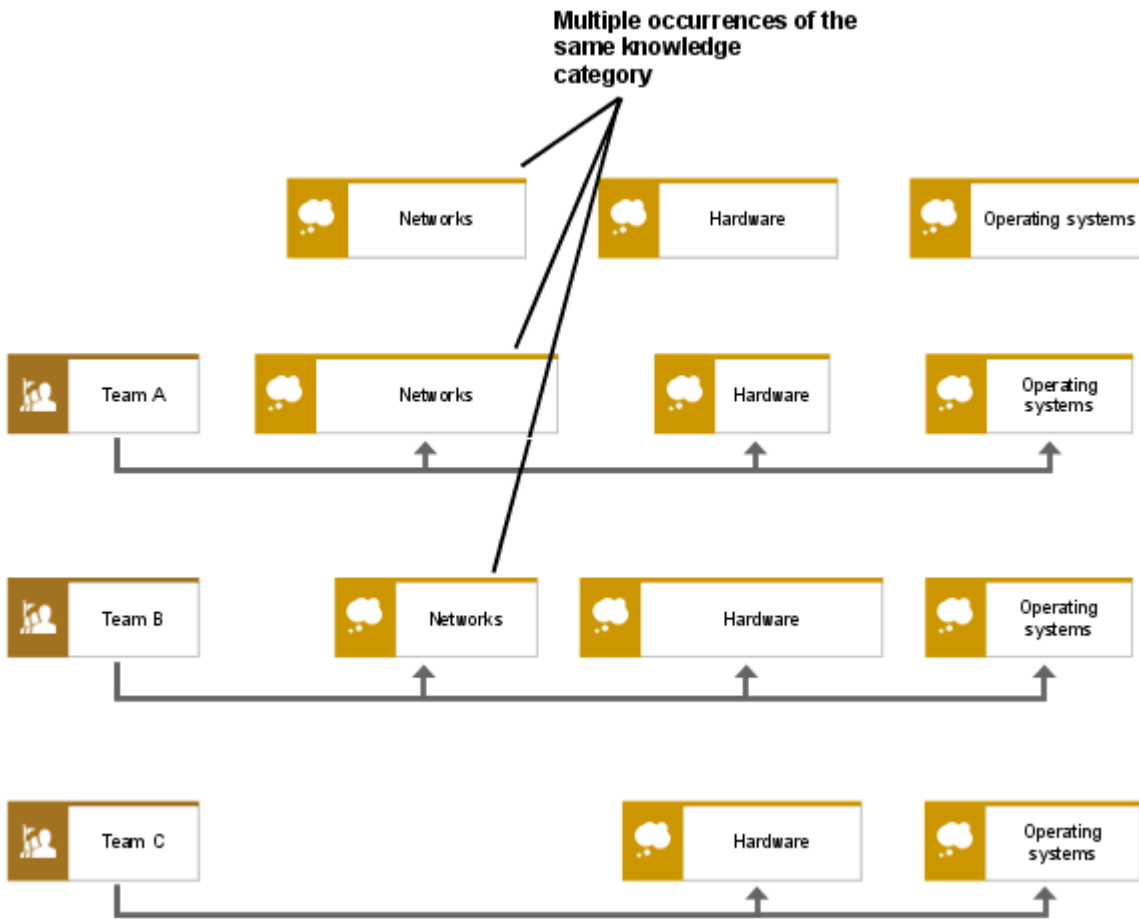 Multiple occurrences of the
same knowledge
category
Networks
Hardware
Operating systems
Team A
Networks
Hardware
Operating
systems
Team B
Networks
Hardware
Operating
systems
Team C
Hardware
Operating
systems